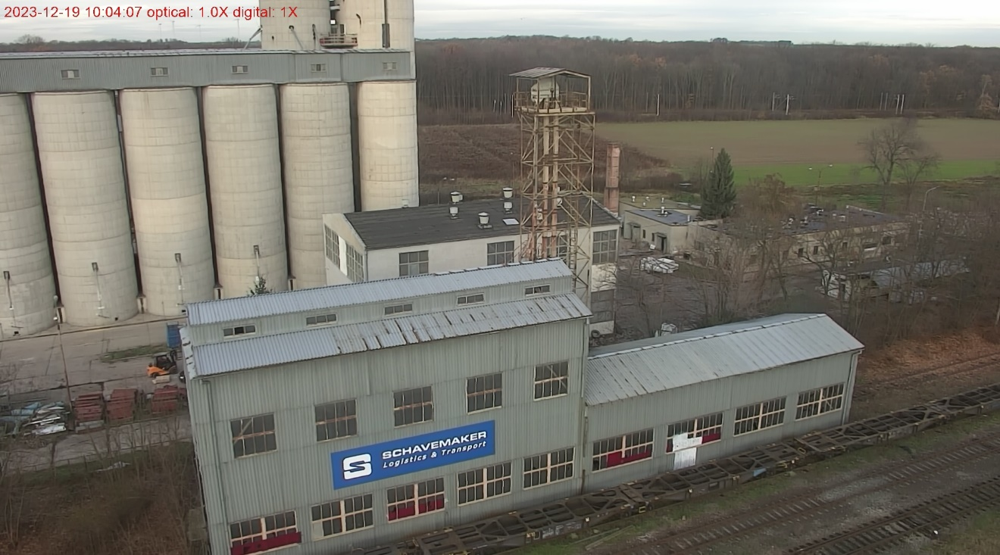 2023-12-19 10:04:07 optical: 1.0X digital: 1X
SCHAVEMAKER
Logistics & Transport